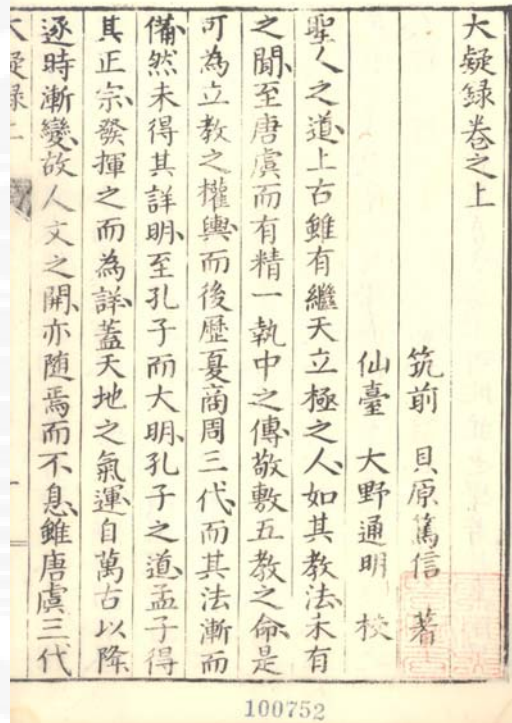 大疑録卷之上
筑前　貝原篤信　著
仙臺　大野通明　校
聖人之道、上古雖有繼天立極之人、如其教法未有
之聞、至唐虞而有精一執中之傳敬敷五教之命、是
可為立教之權輿而後歷夏商周三代、而其法漸而
備然未得其詳明、至孔子而大明、孔子之道、孟子得
其正宗、發揮之而為詳、蓋天地之氣運、自萬古以降
逐時漸變、故人文之開、亦随焉而不息、雖唐虞三代
大疑録上
100752